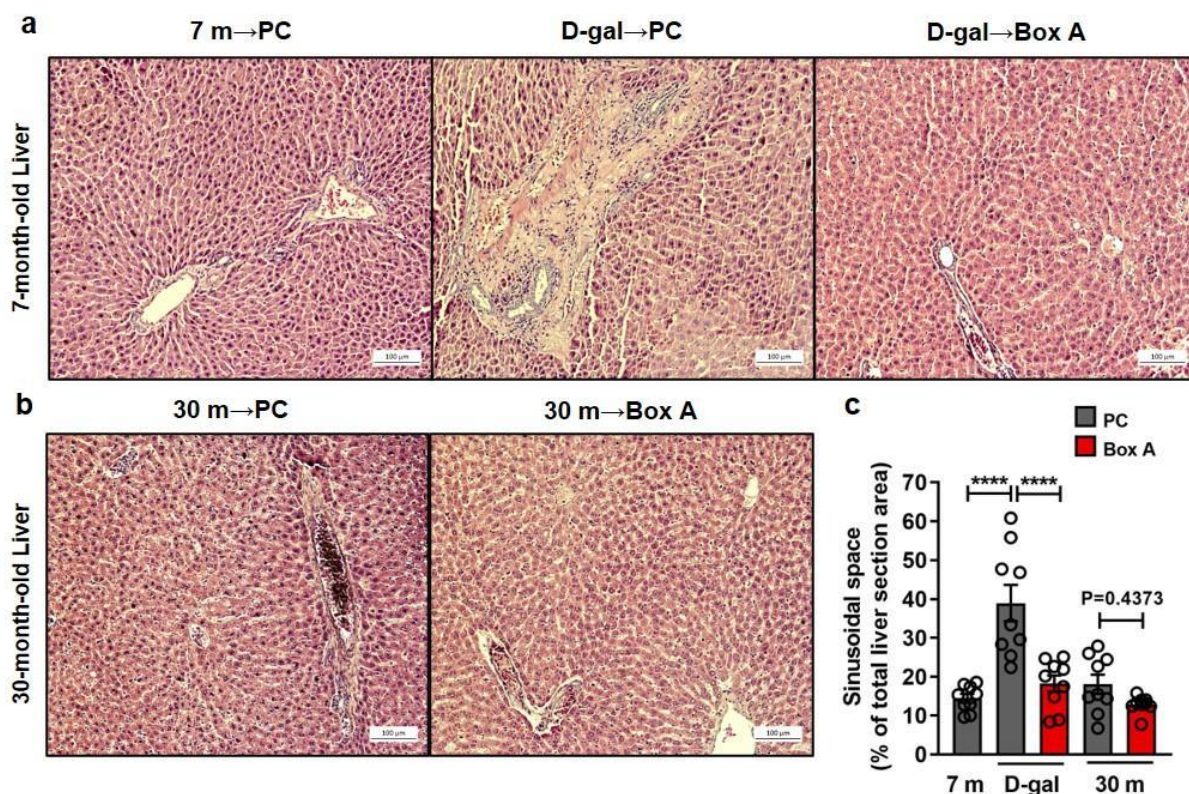 a
7 m→PC
D-gal→PC
D-gal→Box A
7-month-old Liver
100 µm
100 µm
100 µm
b
30 m→PC
30 m→Box A
30-month-old Liver
100 µm
100 µm
c
PC
Box A
Sinusoidal space
(% of total liver section area)
70
60
50
40
30
20
10
0
****
****
P=0.4373
7 m
D-gal
30 m